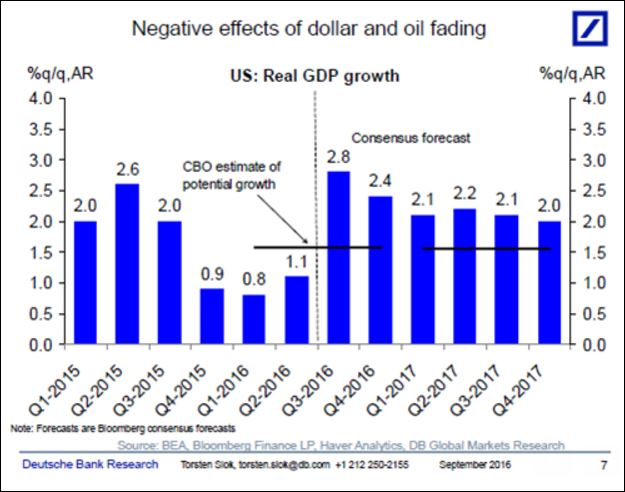 Negative effects of dollar and oil fading
%q/q,AR
US: Real GDP growth
%q/q,AR
4.0
3.5
3.0
2.5
2.0
1.5
1.0
0.5
0.0
Consensus forecast
CBO estimate of
potential growth
2.0
2.6
2.0
0.9
0.8
1.1
2.8
2.4
2.1
2.2
2.1
2.0
4.0
3.5
3.0
2.5
2.0
1.5
1.0
0.5
0.0
Q1-2015
Q2-2015
Q3-2015
Q4-2015
Q1-2016
Q2-2016
Q3-2016
Q4-2016
Q1-2017
Q2-2017
Q3-2017
Q4-2017
Note: Forecasts are Bloomberg consensus forecasts
Source: BEA, Bloomberg Finance LP, Haver Analytics, DB Global Markets Research
Deutsche Bank Research Torsten Slok, torsten.slok@db.com +1 212 250-2155 September 2016 7